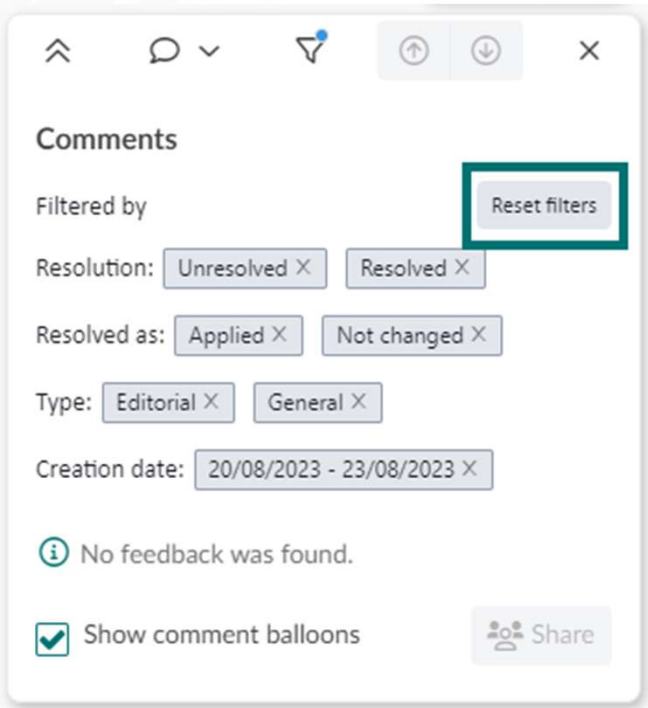 Comments
Filtered by Reset filters
Resolution: Unresolved × Resolved ×
Resolved as: Applied × Not changed ×
Type: Editorial × General ×
Creation date: 20/08/2023 - 23/08/2023 ×
No feedback was found.
Show comment balloons Share